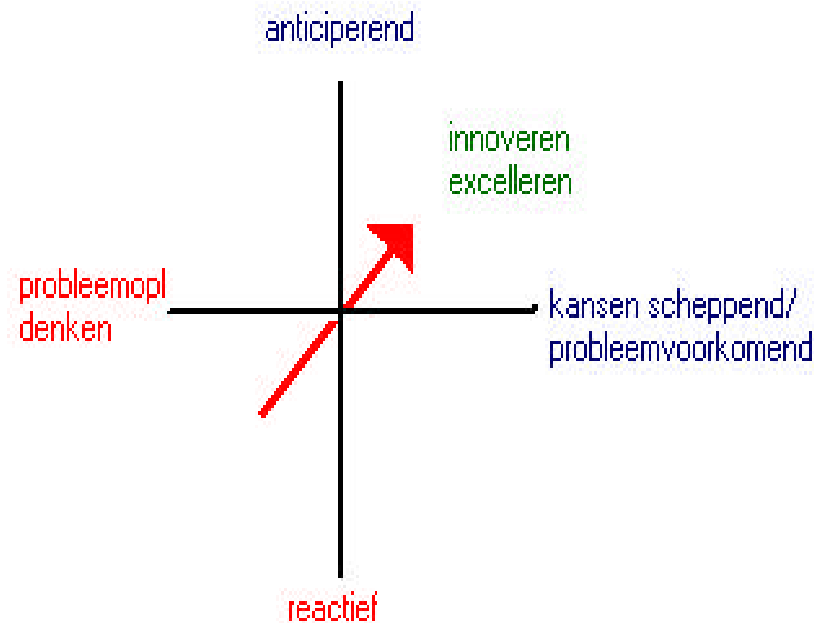 anticiperend
innoveren
excelleren
probleemopl
denken
kansen scheppend/
probleemvoorkomend
reactief